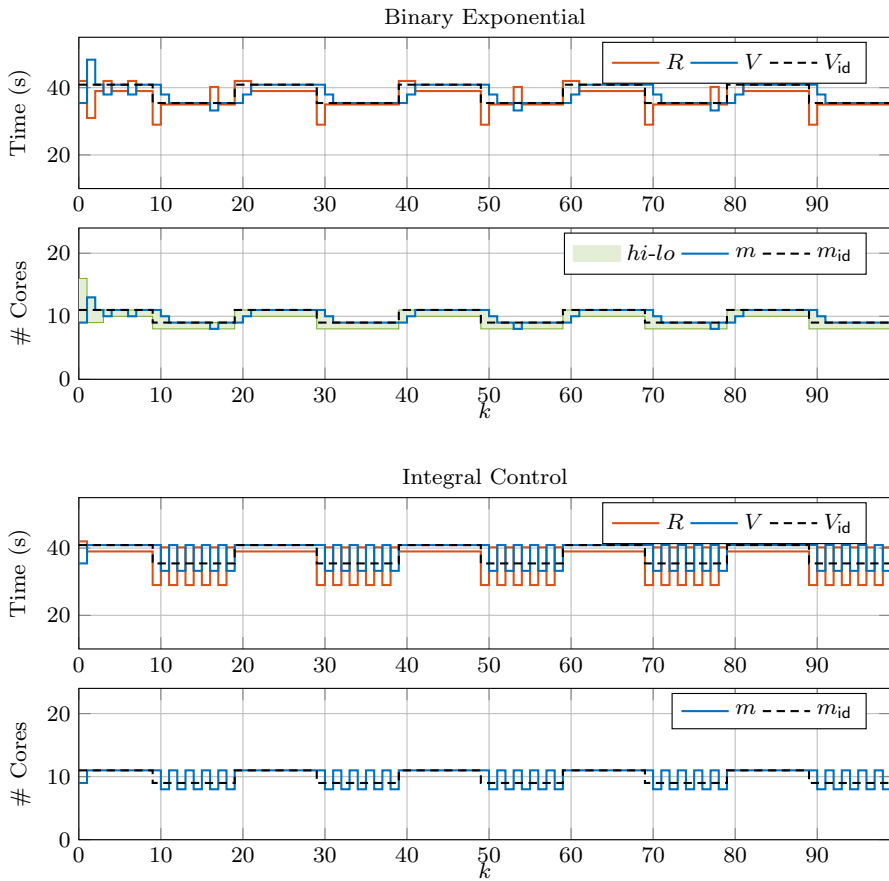 Binary Exponential
Time (s)
40
20
R V V_id
0 10 20 30 40 50 60 70 80 90
# Cores
20
10
0
hi-lo m m_id
0 10 20 30 40 50 60 70 80 90
k
Integral Control
Time (s)
40
20
R V V_id
0 10 20 30 40 50 60 70 80 90
# Cores
20
10
0
m m_id
0 10 20 30 40 50 60 70 80 90
k